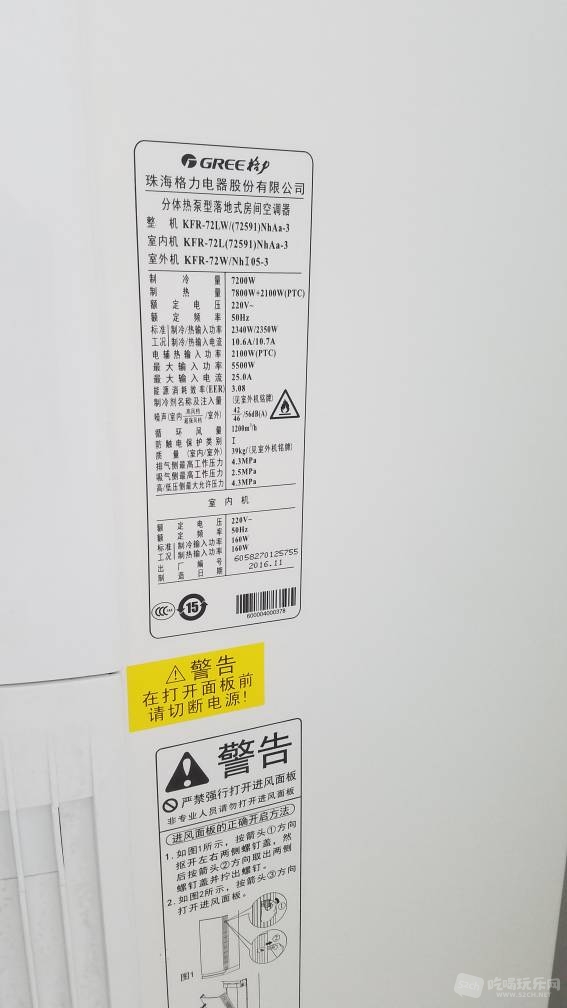 GREE 格力
珠海格力电器股份有限公司
分体热泵型落地式房间空调器
整 机 KFR-72LW/(72591)NhAa-3
室内机 KFR-72L(72591)NhAa-3
室外机 KFR-72W/NhI05-3
制 冷 量 7200W
制 热 量 7800W+2100W(PTC)
额 定 电 压 220V~
额 定 频 率 50Hz
标准 制冷/热输入功率 2340W/2350W
工况 制冷/热输入电流 10.6A/10.7A
电辅热输入功率 2100W(PTC)
最大输入功率 5500W
最大输入电流 25.0A
能源消耗效率(EER) 3.08
制冷剂名称及注入量 (见室外机铭牌)
噪声(室内 高风档/超强风档 /室外) 42/46 /56dB(A)
循 环 风 量 1200m³/h
防触电保护类别 I
质 量 (室内/室外) 39kg/(见室外机铭牌)
排气侧最高工作压力 4.3MPa
吸气侧最高工作压力 2.5MPa
高/低压侧最大允许压力 4.3MPa
室 内 机
额 定 电 压 220V~
额 定 频 率 50Hz
标准 制冷输入功率 160W
工况 制热输入功率 160W
出 厂 编 号 6058270125755
制 造 日 期 2016.11
CCC 15
600004000378
警告
在打开面板前
请切断电源!
警告
严禁强行打开进风面板
非专业人员请勿打开进风面板
进风面板的正确开启方法
1.如图1所示，按箭头①方向
抠开左右两侧螺钉盖，然
后按箭头②方向取出两侧
螺钉盖并拧出螺钉。
2.如图2所示，按箭头③方向
打开进风面板。
图1
吃喝玩乐网
WWW.52CH.NET